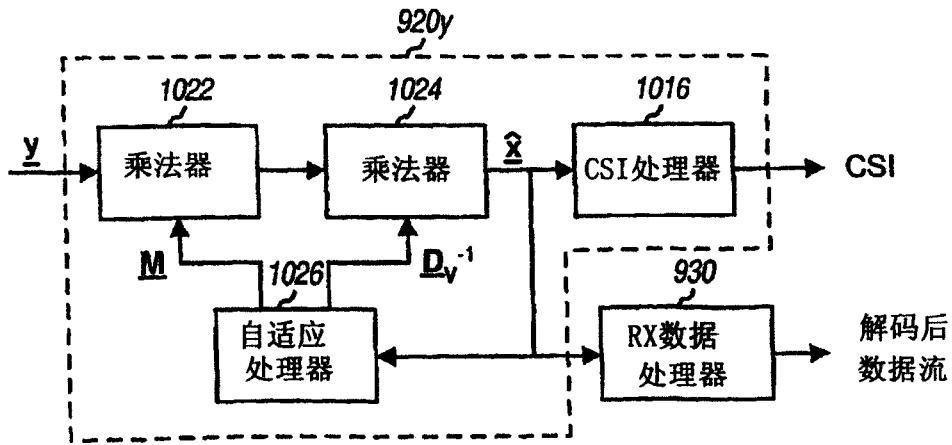 920y
1022
1024
1016
y
乘法器
乘法器
x̂
CSI处理器
CSI
M
D_V^-1
1026
930
自适应
处理器
RX数据
处理器
解码后
数据流